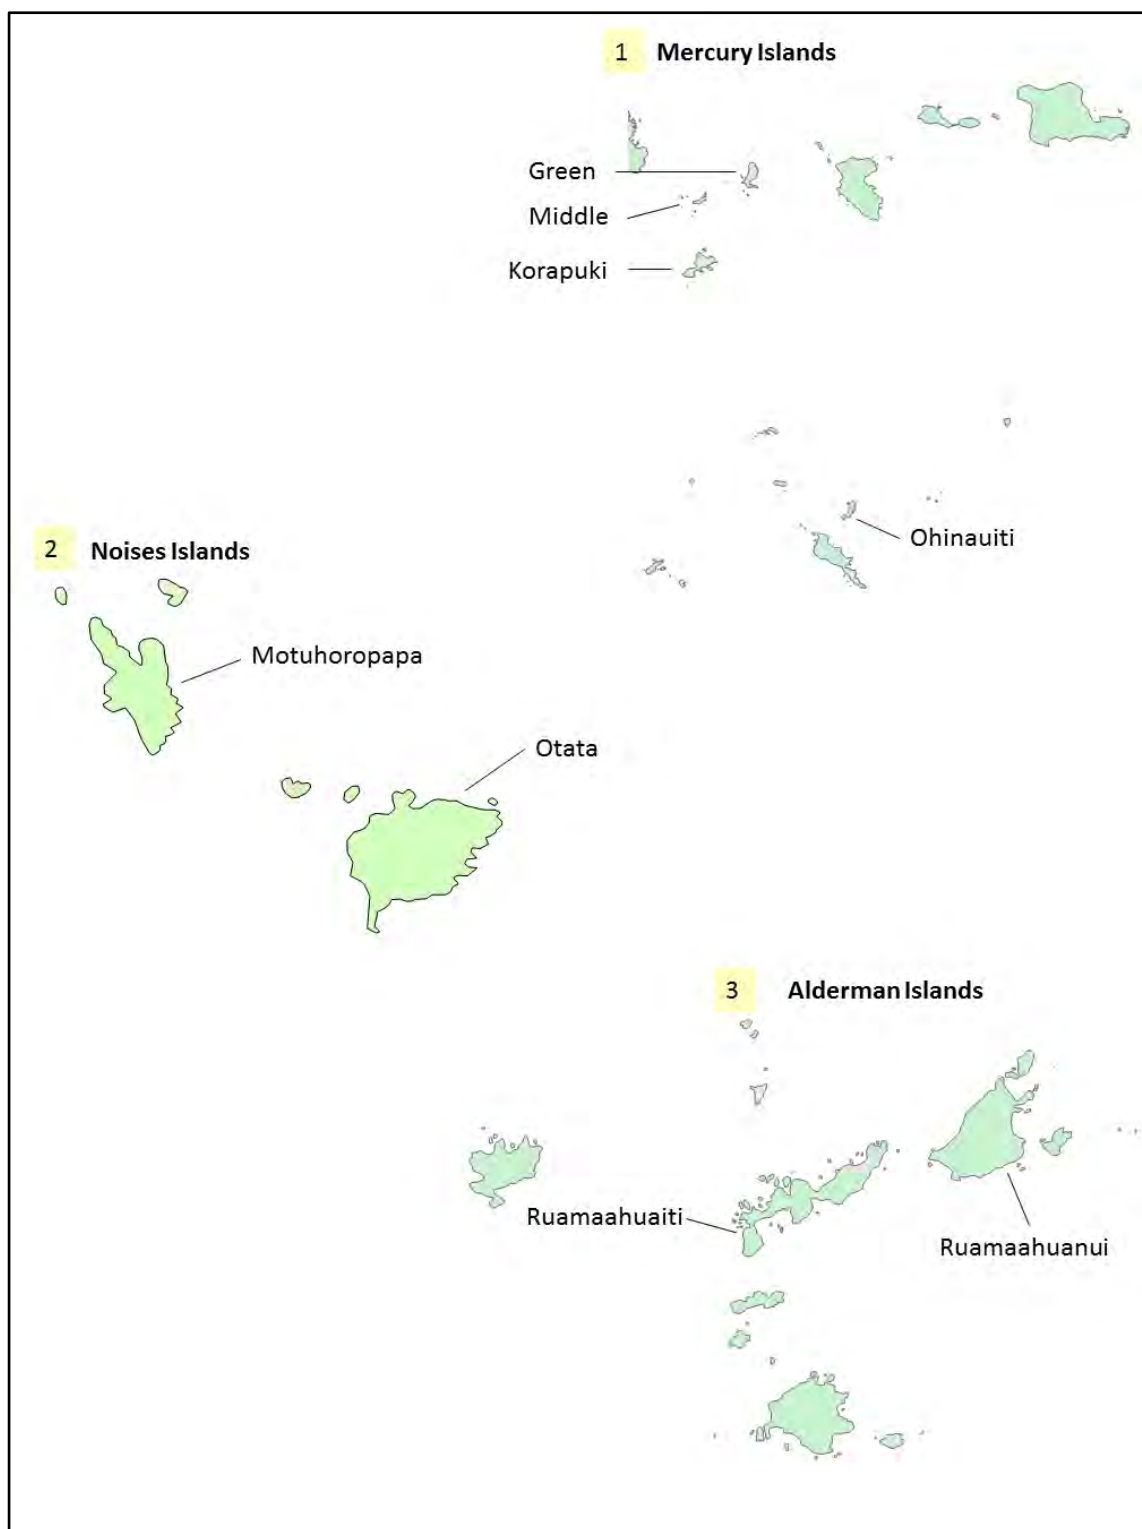 1 Mercury Islands
Green
Middle
Korapuki
Ohinauiti
2 Noises Islands
Motuhoropapa
Otata
3 Alderman Islands
Ruamaahuaiti
Ruamaahuanui